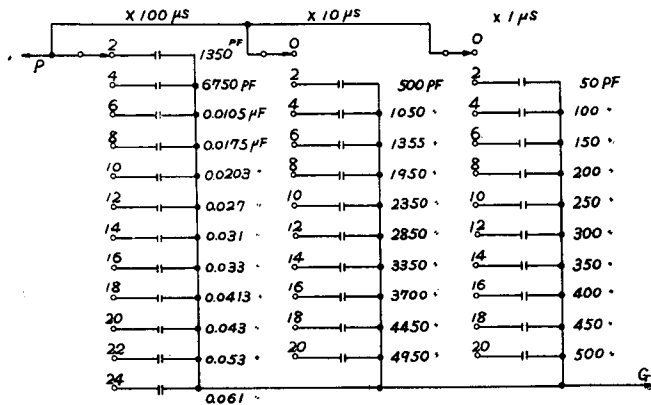 X 100 µs X 10 µs X 1 µs
P 2 1350 PF 0 0
4 6750 PF 2 500 PF 2 50 PF
6 0.0105 µF 4 1050 " 4 100 "
8 0.0175 µF 6 1355 " 6 150 "
10 0.0203 " 8 1950 " 8 200 "
12 0.027 " 10 2350 " 10 250 "
14 0.031 " 12 2850 " 12 300 "
16 0.033 " 14 3350 " 14 350 "
18 0.0413 " 16 3700 " 16 400 "
20 0.043 " 18 4450 " 18 450 "
22 0.053 " 20 4950 " 20 500 "
24 0.061 " G